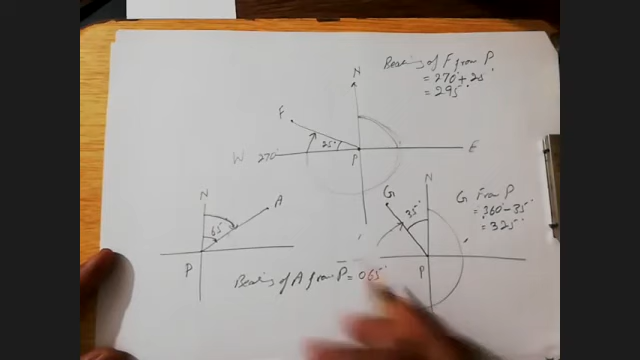 Bearing of F from P
= 270° + 25°
= 295°
N
F
W 270° 25° P E
N
A
65°
P
Bearing of A from P = 065°
N
G
35°
P
G From P
= 360° - 35°
= 325°